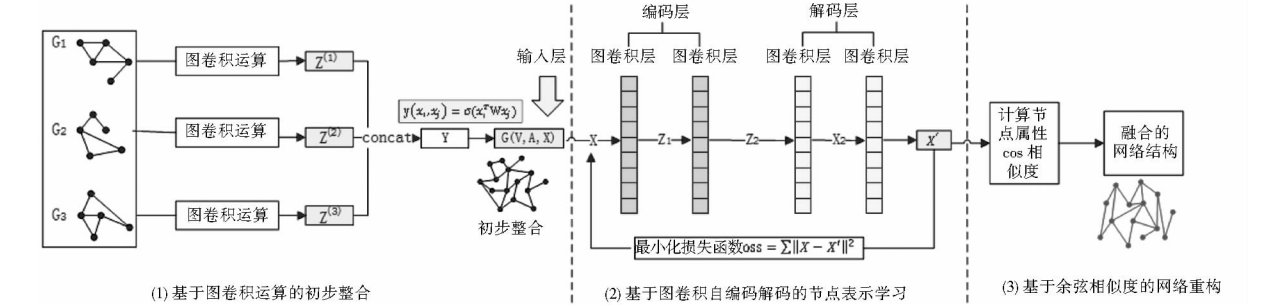 G1
图卷积运算
Z(1)
G2
图卷积运算
Z(2)
G3
图卷积运算
Z(3)
concat
y(xi,xj) = σ(xiᵀWxj)
Y
G(V, A, X)
初步整合
输入层
编码层
图卷积层
图卷积层
解码层
图卷积层
图卷积层
X
Z1
Z2
X2
X′
最小化损失函数oss = ∑||X − X′||²
计算节
点属性
cos 相
似度
融合的
网络结构
(1) 基于图卷积运算的初步整合
(2) 基于图卷积自编码解码的节点表示学习
(3) 基于余弦相似度的网络重构